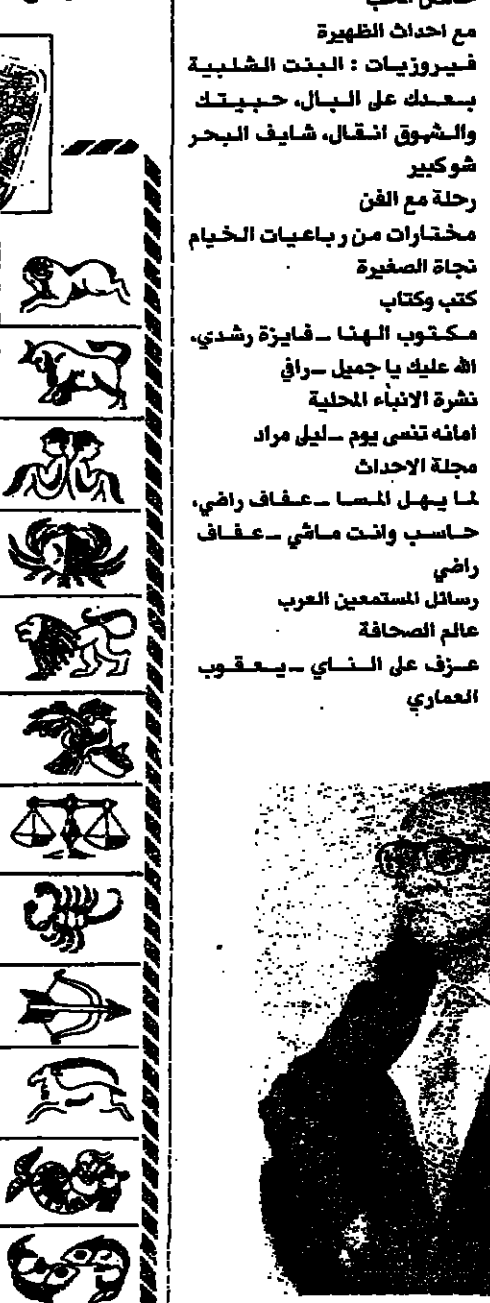 مع احداث الظهيرة
فيروزيات : البنت الشلبية
بعدك على البال، حبيتك
والشوق انقال، شايف البحر
شو كبير
رحلة مع الفن
مختارات من رباعيات الخيام
نجاة الصغيرة
كتب وكتاب
مكتوب الهنا ـ فايزة رشدي،
الله عليك يا جميل ـ رافي
نشرة الانباء المحلية
امانه تنسى يوم ـ ليلى مراد
مجلة الاحداث
لما يهل المسا ـ عفاف راضي،
حاسب وانت ماشي ـ عفاف
راضي
رسائل المستمعين العرب
عالم الصحافة
عزف على الناي ـ يعقوب
العماري